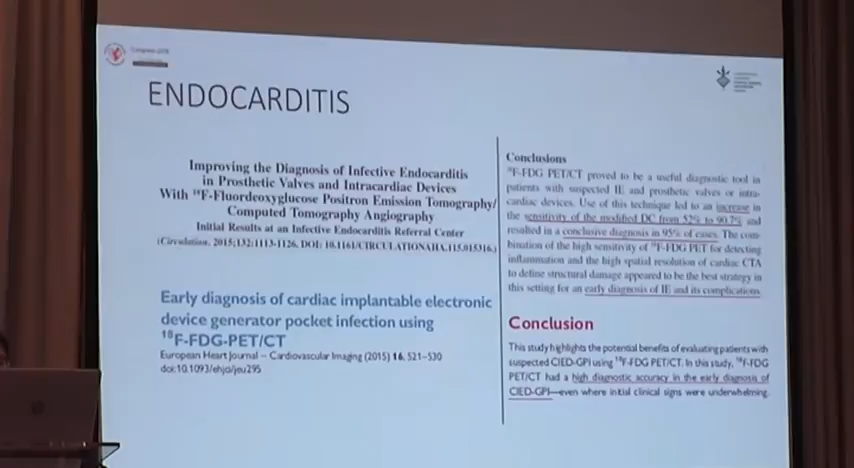 ENDOCARDITIS
Improving the Diagnosis of Infective Endocarditis
in Prosthetic Valves and Intracardiac Devices
With ¹⁸F-Fluordeoxyglucose Positron Emission Tomography/
Computed Tomography Angiography
Initial Results at an Infective Endocarditis Referral Center
(Circulation. 2015;132:1113-1126. DOI: 10.1161/CIRCULATIONAHA.115.015316.)
Early diagnosis of cardiac implantable electronic
device generator pocket infection using
¹⁸F-FDG-PET/CT
European Heart Journal – Cardiovascular Imaging (2015) 16, 521–530
doi:10.1093/ehjci/jeu295
Conclusions
¹⁸F-FDG PET/CT proved to be a useful diagnostic tool in
patients with suspected IE and prosthetic valves or intra-
cardiac devices. Use of this technique led to an increase in
the sensitivity of the modified DC from 52% to 90.7% and
resulted in a conclusive diagnosis in 95% of cases. The com-
bination of the high sensitivity of ¹⁸F-FDG PET for detecting
inflammation and the high spatial resolution of cardiac CTA
to define structural damage appeared to be the best strategy in
this setting for an early diagnosis of IE and its complications.
Conclusion
This study highlights the potential benefits of evaluating patients with
suspected CIED-GPI using ¹⁸F-FDG PET/CT. In this study, ¹⁸F-FDG
PET/CT had a high diagnostic accuracy in the early diagnosis of
CIED-GPI—even where initial clinical signs were underwhelming.